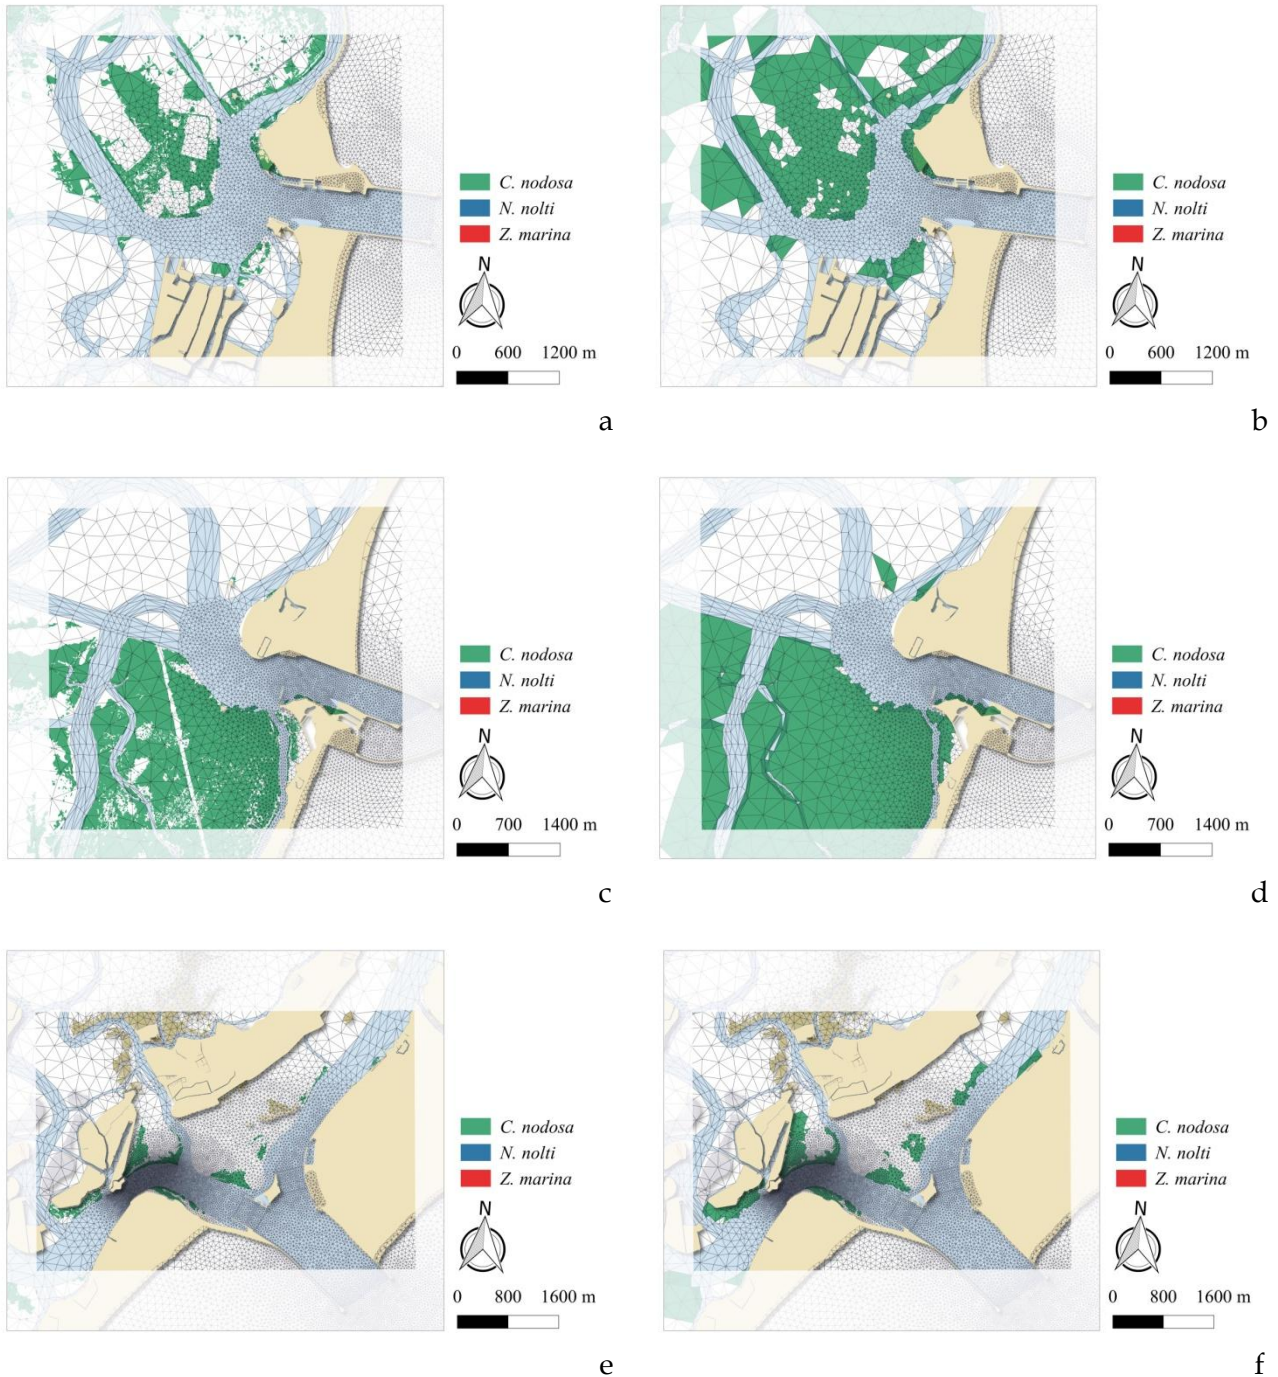 C. nodosa
N. nolti
Z. marina
N
0 600 1200 m
a
C. nodosa
N. nolti
Z. marina
N
0 600 1200 m
b
C. nodosa
N. nolti
Z. marina
N
0 700 1400 m
c
C. nodosa
N. nolti
Z. marina
N
0 700 1400 m
d
C. nodosa
N. nolti
Z. marina
N
0 800 1600 m
e
C. nodosa
N. nolti
Z. marina
N
0 800 1600 m
f